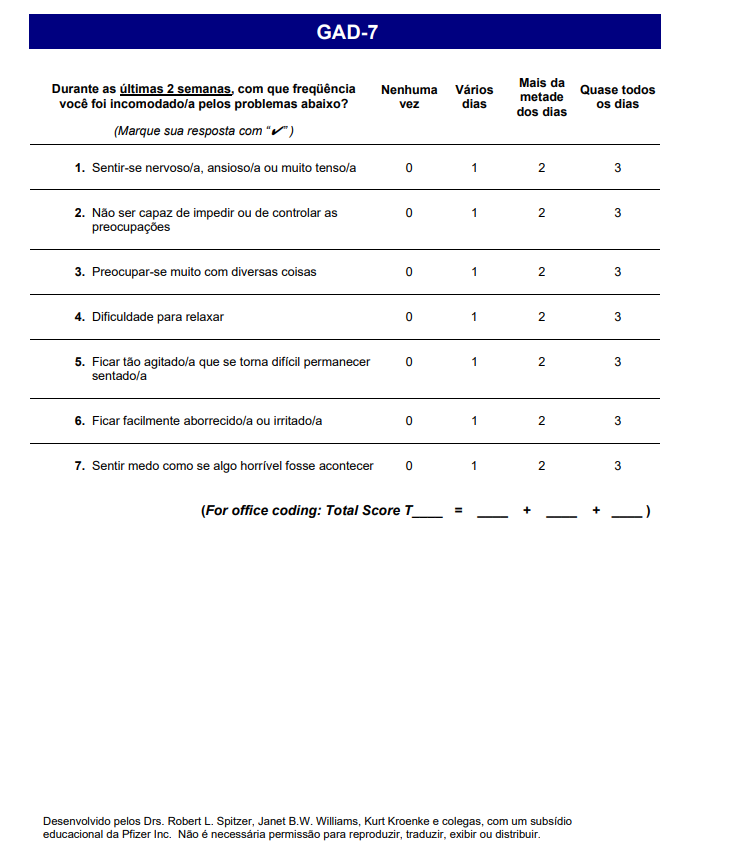 GAD-7
Durante as últimas 2 semanas, com que freqüência
você foi incomodado/a pelos problemas abaixo?
(Marque sua resposta com “✔” )
Nenhuma
vez
Vários
dias
Mais da
metade
dos dias
Quase todos
os dias
1. Sentir-se nervoso/a, ansioso/a ou muito tenso/a 0 1 2 3
2. Não ser capaz de impedir ou de controlar as
preocupações 0 1 2 3
3. Preocupar-se muito com diversas coisas 0 1 2 3
4. Dificuldade para relaxar 0 1 2 3
5. Ficar tão agitado/a que se torna difícil permanecer
sentado/a 0 1 2 3
6. Ficar facilmente aborrecido/a ou irritado/a 0 1 2 3
7. Sentir medo como se algo horrível fosse acontecer 0 1 2 3
(For office coding: Total Score T____ = ____ + ____ + ____ )
Desenvolvido pelos Drs. Robert L. Spitzer, Janet B.W. Williams, Kurt Kroenke e colegas, com um subsídio
educacional da Pfizer Inc. Não é necessária permissão para reproduzir, traduzir, exibir ou distribuir.